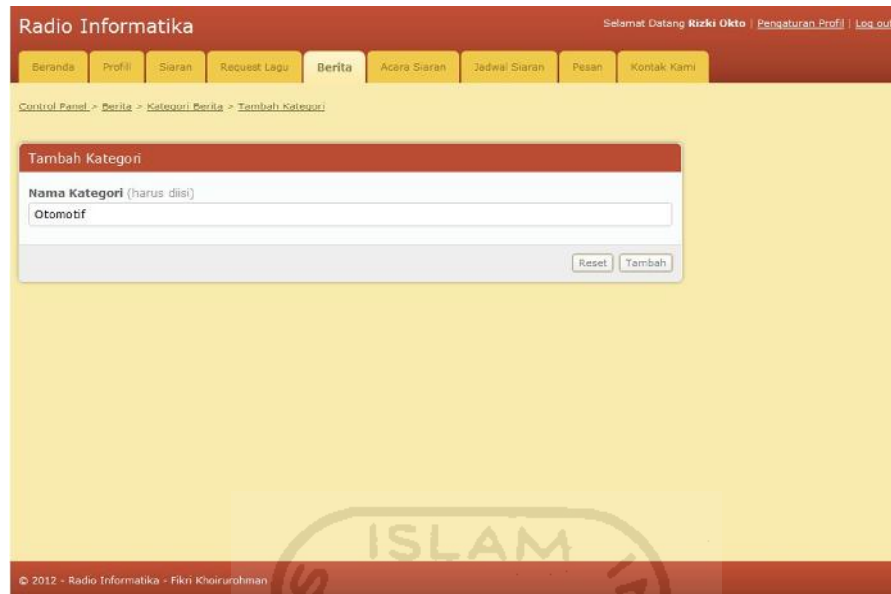 Radio Informatika
Selamat Datang Rizki Okto | Pengaturan Profil | Log out
Beranda Profil Siaran Request Lagu Berita Acara Siaran Jadwal Siaran Pesan Kontak Kami
Control Panel > Berita > Kategori Berita > Tambah Kategori
Tambah Kategori
Nama Kategori (harus diisi)
Otomotif
Reset Tambah
ISLAM
© 2012 - Radio Informatika - Fikri Khoirurohman